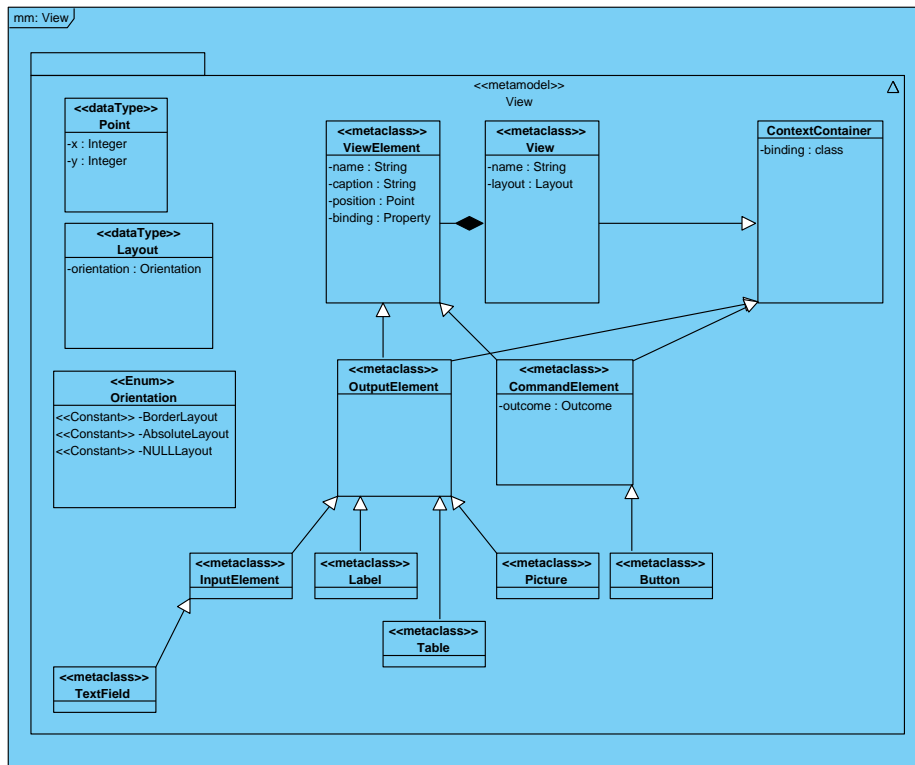 mm: View
<<metamodel>>
View
<<dataType>>
Point
-x : Integer
-y : Integer
<<metaclass>>
ViewElement
-name : String
-caption : String
-position : Point
-binding : Property
<<metaclass>>
View
-name : String
-layout : Layout
ContextContainer
-binding : class
<<dataType>>
Layout
-orientation : Orientation
<<Enum>>
Orientation
<<Constant>> -BorderLayout
<<Constant>> -AbsoluteLayout
<<Constant>> -NULLLayout
<<metaclass>>
OutputElement
<<metaclass>>
CommandElement
-outcome : Outcome
<<metaclass>>
InputElement
<<metaclass>>
Label
<<metaclass>>
Picture
<<metaclass>>
Button
<<metaclass>>
Table
<<metaclass>>
TextField